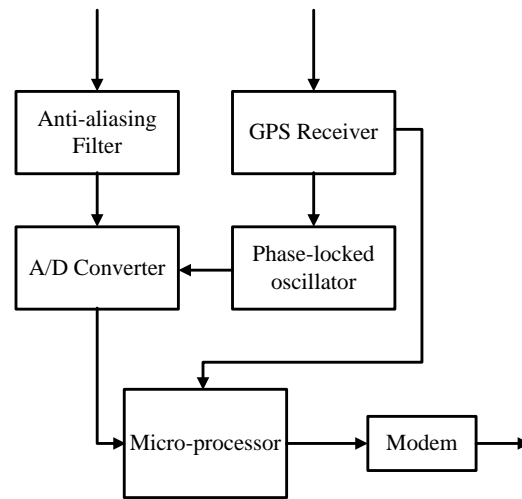 Anti-aliasing
Filter
GPS Receiver
A/D Converter
Phase-locked
oscillator
Micro-processor
Modem